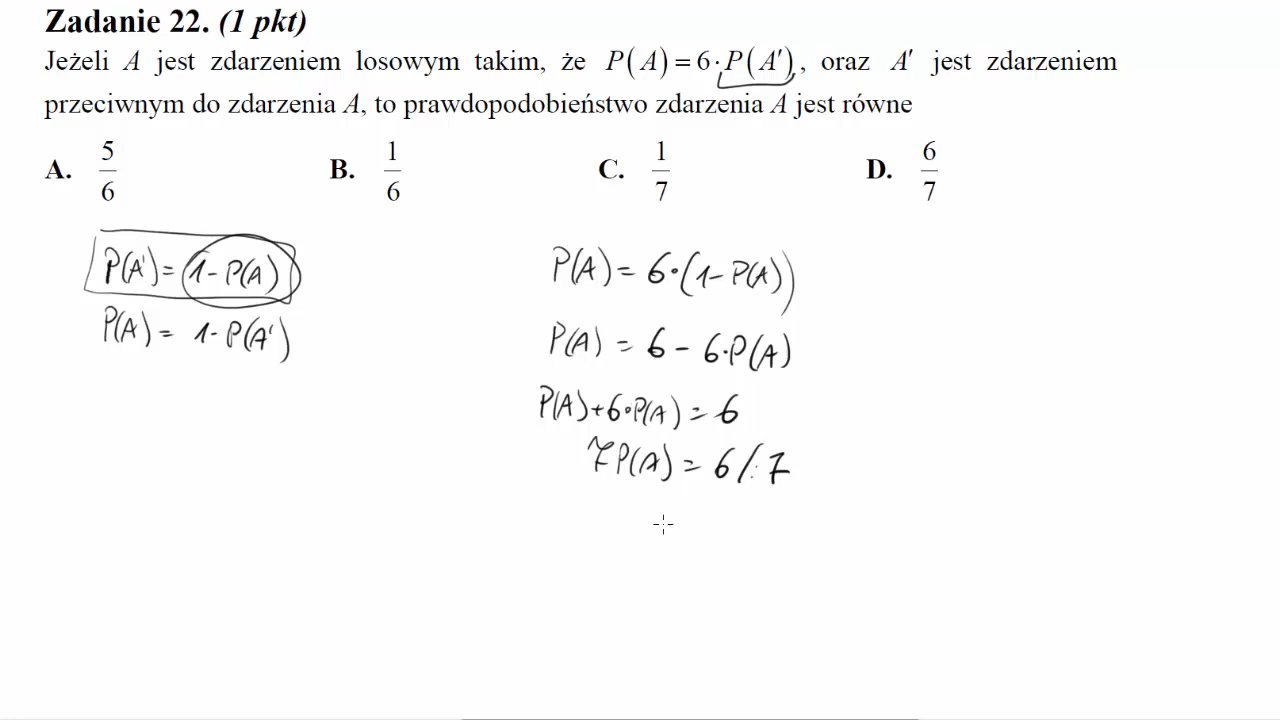 Zadanie 22. (1 pkt)
Jeżeli A jest zdarzeniem losowym takim, że P(A) = 6·P(A'), oraz A' jest zdarzeniem
przeciwnym do zdarzenia A, to prawdopodobieństwo zdarzenia A jest równe
A. 5/6 B. 1/6 C. 1/7 D. 6/7
P(A') = (1 - P(A))
P(A) = 1 - P(A')
P(A) = 6·(1 - P(A))
P(A) = 6 - 6·P(A)
P(A) + 6·P(A) = 6
7P(A) = 6 /:7